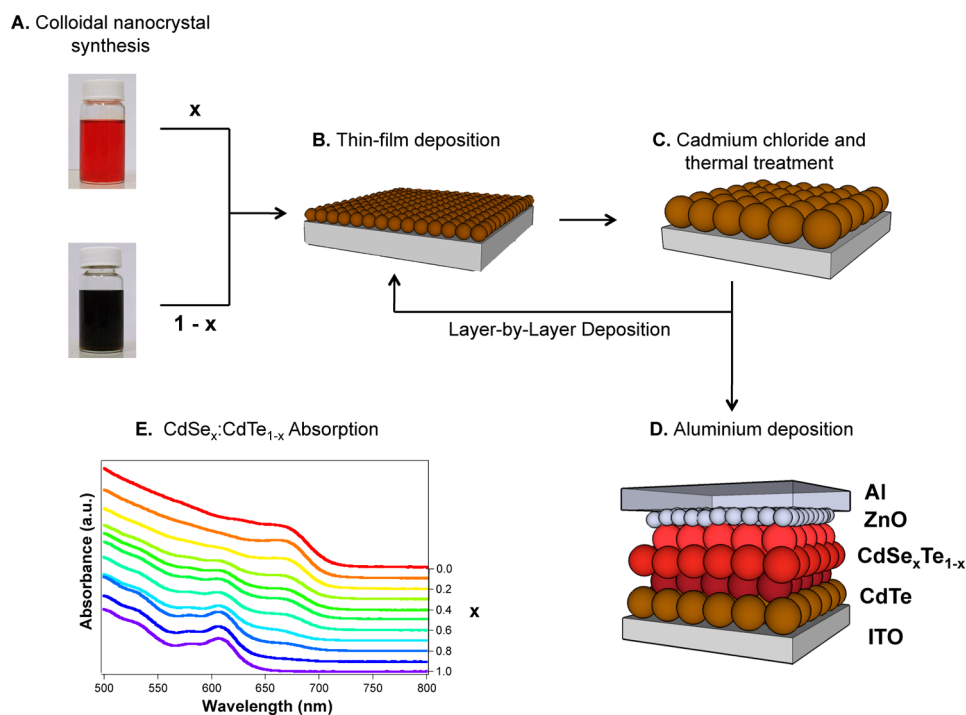 A. Colloidal nanocrystal
synthesis
x
1 - x
B. Thin-film deposition
C. Cadmium chloride and
thermal treatment
Layer-by-Layer Deposition
D. Aluminium deposition
Al
ZnO
CdSexTe1-x
CdTe
ITO
E. CdSex:CdTe1-x Absorption
Absorbance (a.u.)
0.0
0.2
0.4
0.6
0.8
1.0
x
500 550 600 650 700 750 800
Wavelength (nm)